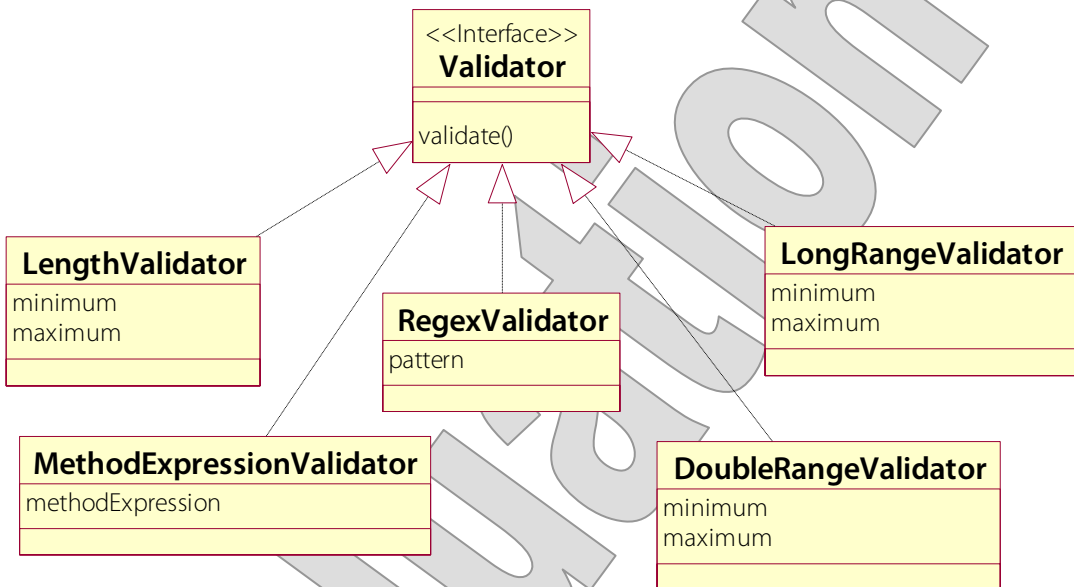 <<Interface>>
Validator
validate()
LengthValidator
minimum
maximum
LongRangeValidator
minimum
maximum
RegexValidator
pattern
MethodExpressionValidator
methodExpression
DoubleRangeValidator
minimum
maximum